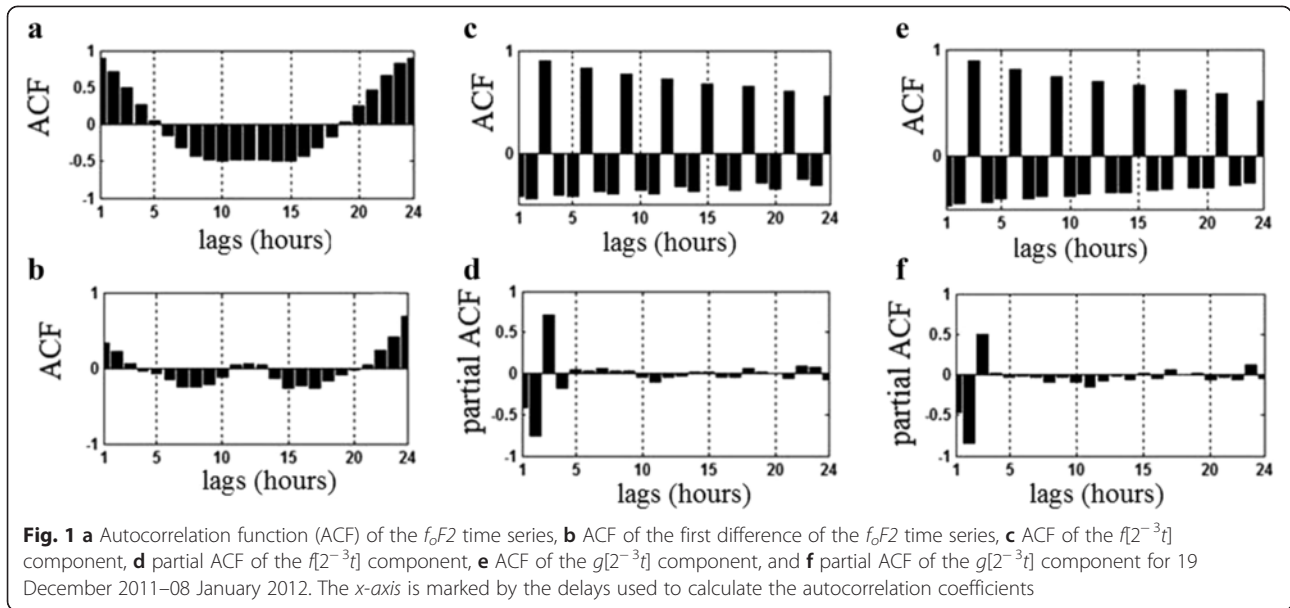 a
1
0.5
0
-0.5
-1
ACF
1 5 10 15 20 24
lags (hours)
b
1
0
-1
ACF
1 5 10 15 20 24
lags (hours)
c
1
0
ACF
1 5 10 15 20 24
lags (hours)
d
1
0.5
0
-0.5
-1
partial ACF
1 5 10 15 20 24
lags (hours)
e
1
0
ACF
1 5 10 15 20 24
lags (hours)
f
1
0.5
0
-0.5
-1
partial ACF
1 5 10 15 20 24
lags (hours)
Fig. 1 a Autocorrelation function (ACF) of the fₒF2 time series, b ACF of the first difference of the fₒF2 time series, c ACF of the f[2⁻³t]
component, d partial ACF of the f[2⁻³t] component, e ACF of the g[2⁻³t] component, and f partial ACF of the g[2⁻³t] component for 19
December 2011–08 January 2012. The x-axis is marked by the delays used to calculate the autocorrelation coefficients